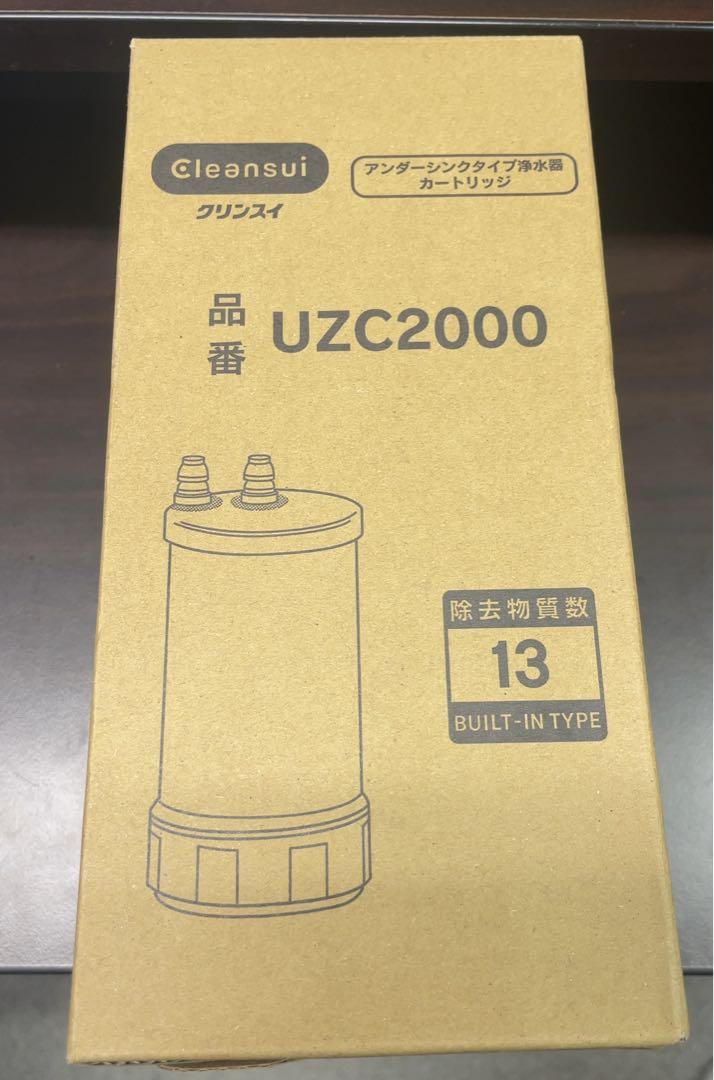 Cleansui
クリンスイ
アンダーシンクタイプ浄水器
カートリッジ
品番 UZC2000
除去物質数
13
BUILT-IN TYPE